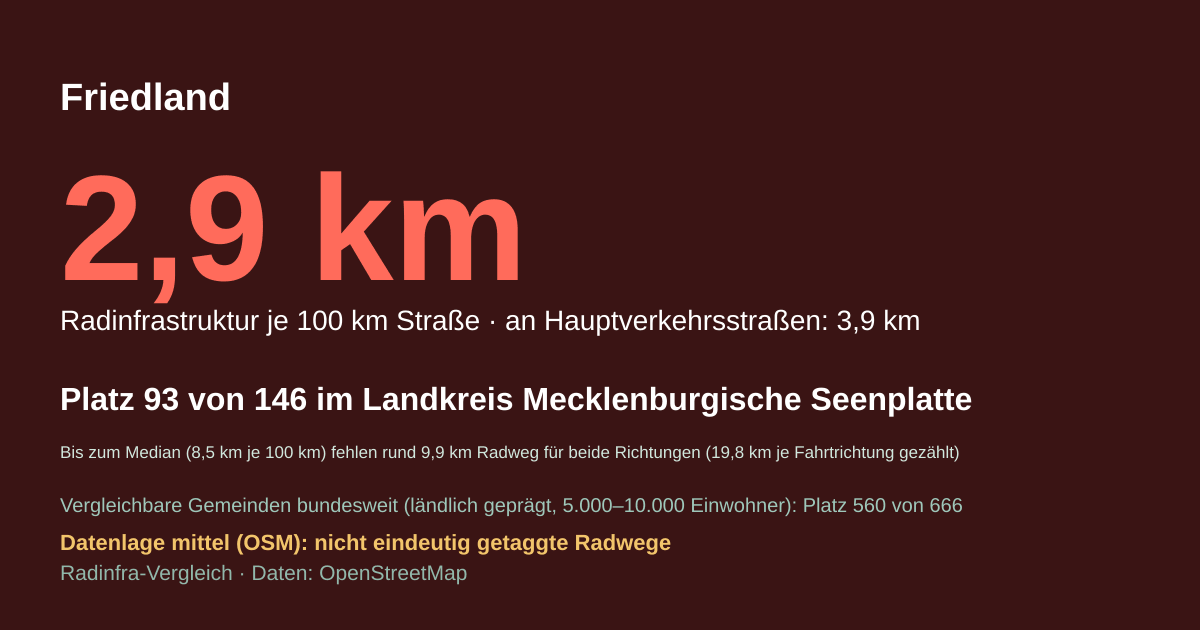 Friedland
2,9 km
Radinfrastruktur je 100 km Straße · an Hauptverkehrsstraßen: 3,9 km
Platz 93 von 146 im Landkreis Mecklenburgische Seenplatte
Bis zum Median (8,5 km je 100 km) fehlen rund 9,9 km Radweg für beide Richtungen (19,8 km je Fahrtrichtung gezählt)
Vergleichbare Gemeinden bundesweit (ländlich geprägt, 5.000–10.000 Einwohner): Platz 560 von 666
Datenlage mittel (OSM): nicht eindeutig getaggte Radwege
Radinfra-Vergleich · Daten: OpenStreetMap